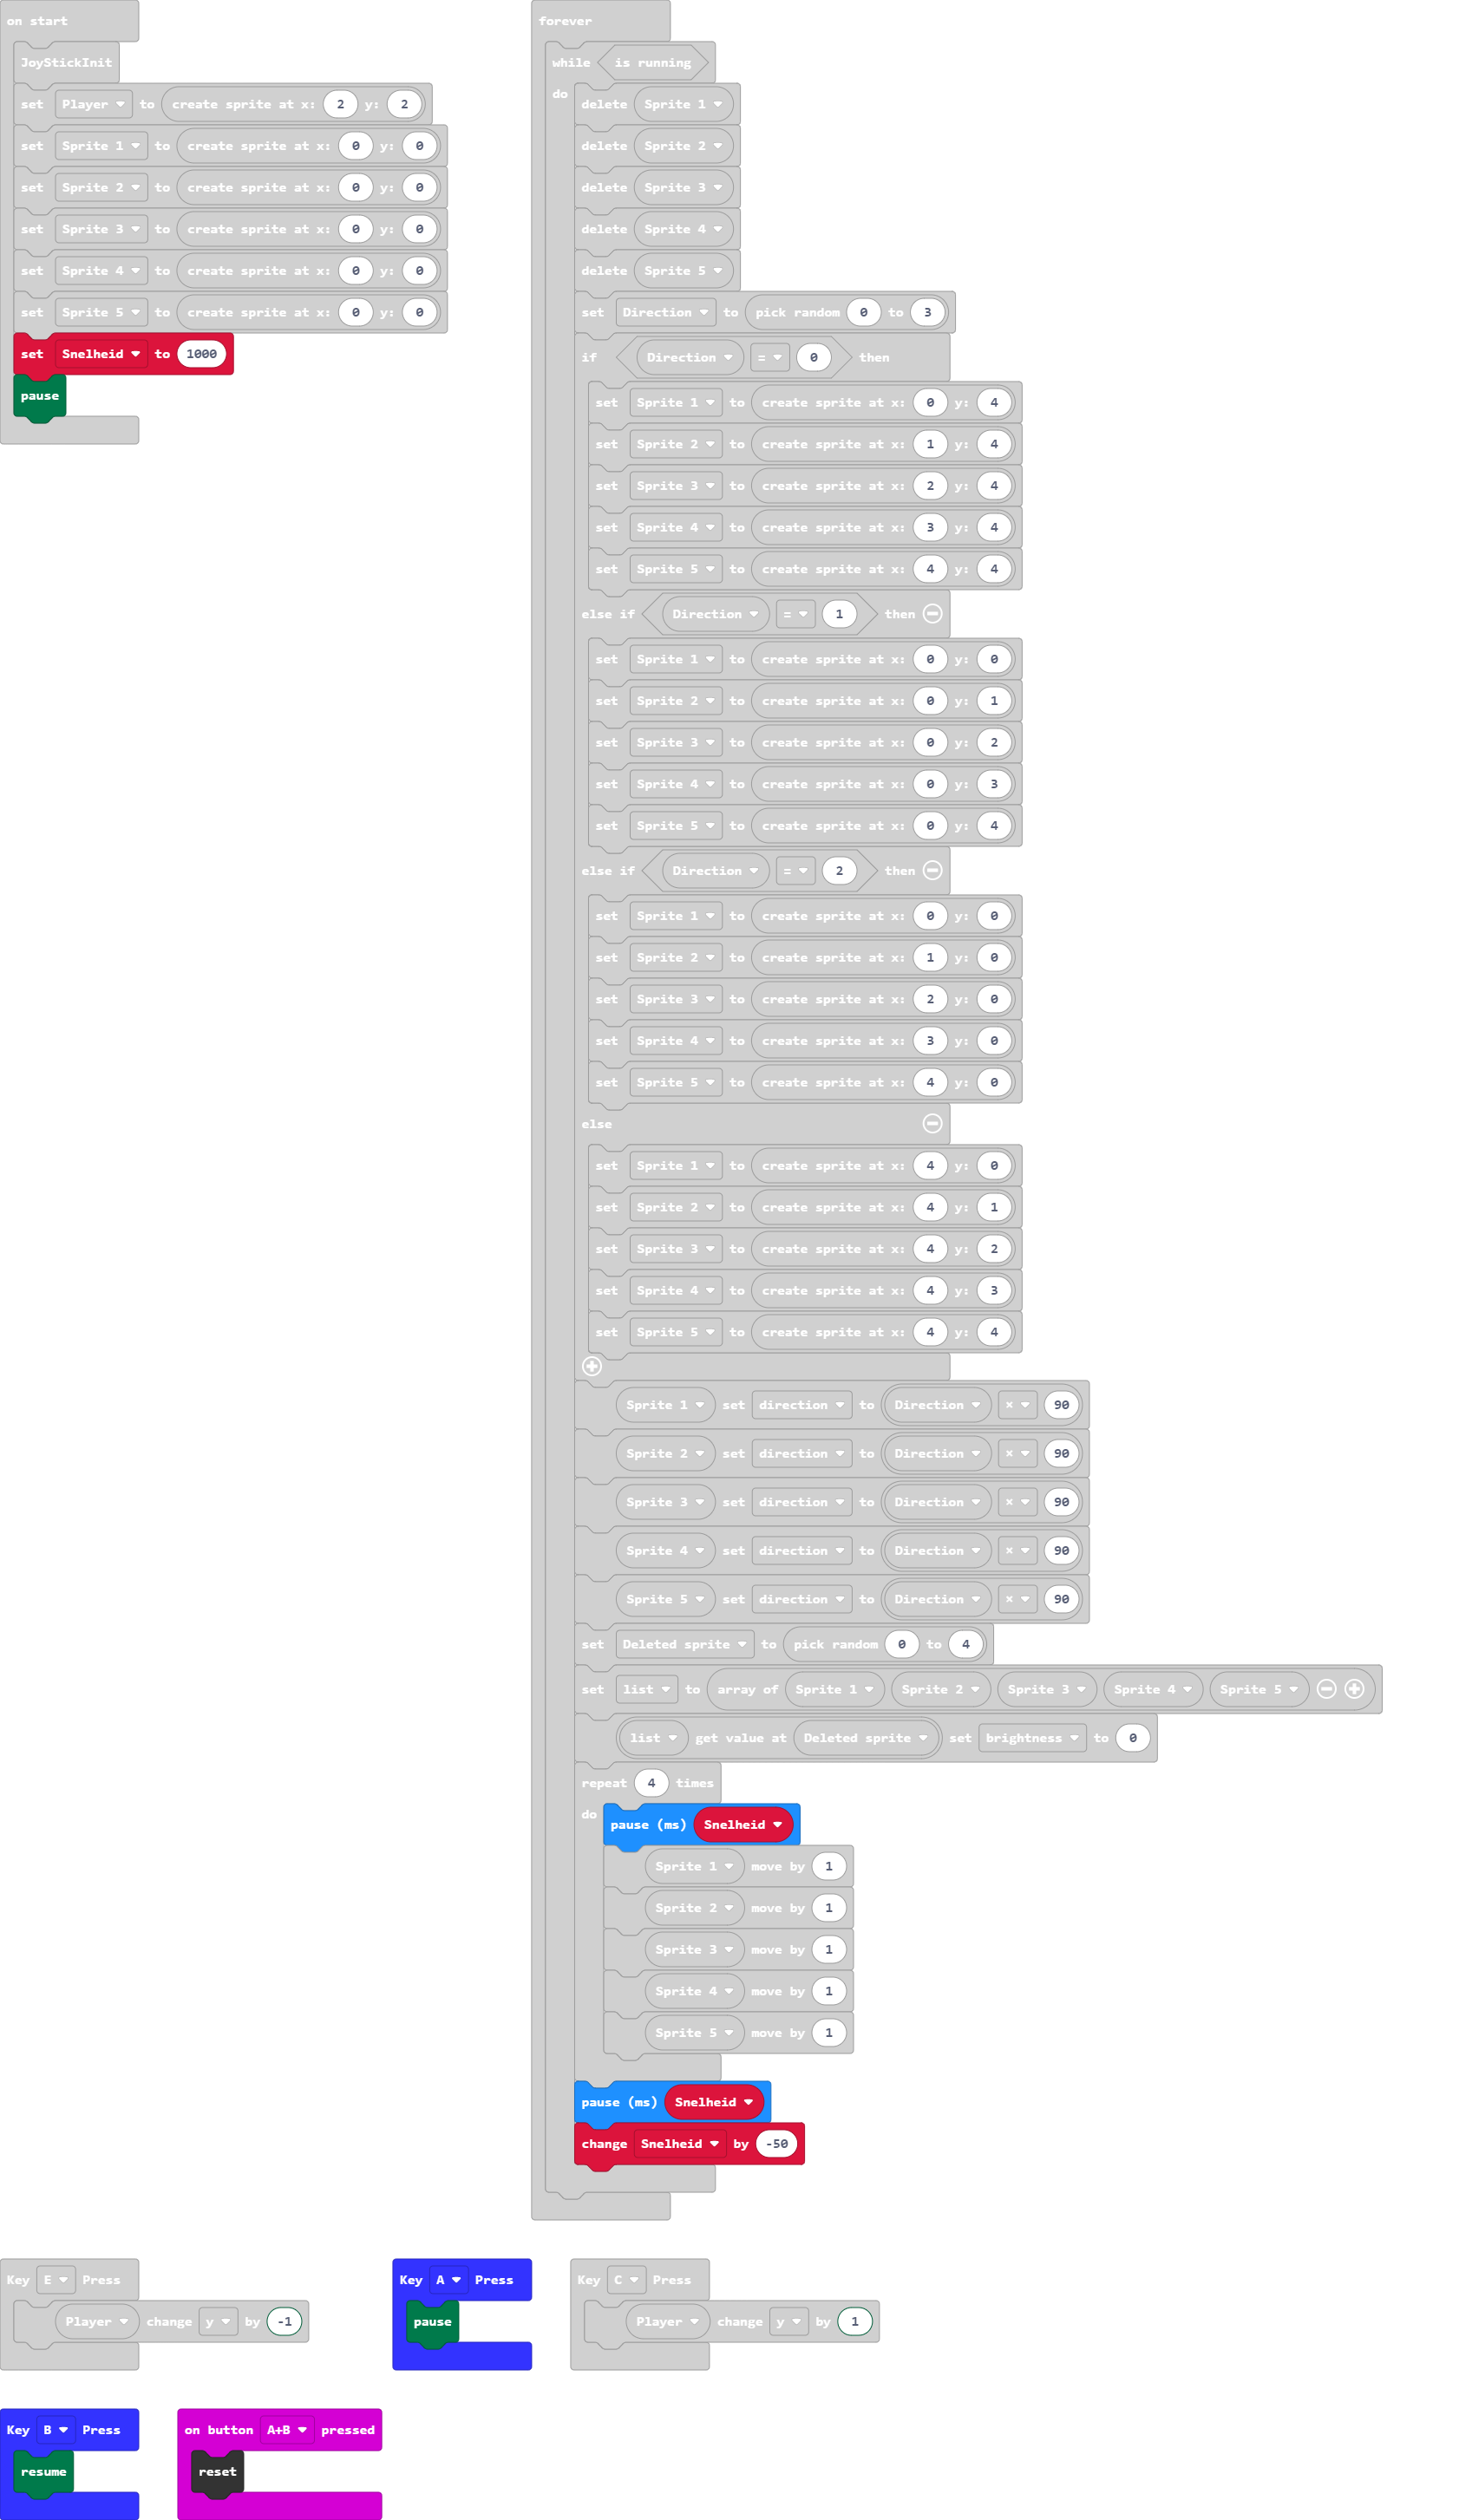 on start
JoyStickInit
set Player to create sprite at x: 2 y: 2
set Sprite 1 to create sprite at x: 0 y: 0
set Sprite 2 to create sprite at x: 0 y: 0
set Sprite 3 to create sprite at x: 0 y: 0
set Sprite 4 to create sprite at x: 0 y: 0
set Sprite 5 to create sprite at x: 0 y: 0
set Snelheid to 1000
pause
forever
while is running
do
delete Sprite 1
delete Sprite 2
delete Sprite 3
delete Sprite 4
delete Sprite 5
set Direction to pick random 0 to 3
if Direction = 0 then
set Sprite 1 to create sprite at x: 0 y: 4
set Sprite 2 to create sprite at x: 1 y: 4
set Sprite 3 to create sprite at x: 2 y: 4
set Sprite 4 to create sprite at x: 3 y: 4
set Sprite 5 to create sprite at x: 4 y: 4
else if Direction = 1 then
set Sprite 1 to create sprite at x: 0 y: 0
set Sprite 2 to create sprite at x: 0 y: 1
set Sprite 3 to create sprite at x: 0 y: 2
set Sprite 4 to create sprite at x: 0 y: 3
set Sprite 5 to create sprite at x: 0 y: 4
else if Direction = 2 then
set Sprite 1 to create sprite at x: 0 y: 0
set Sprite 2 to create sprite at x: 1 y: 0
set Sprite 3 to create sprite at x: 2 y: 0
set Sprite 4 to create sprite at x: 3 y: 0
set Sprite 5 to create sprite at x: 4 y: 0
else
set Sprite 1 to create sprite at x: 4 y: 0
set Sprite 2 to create sprite at x: 4 y: 1
set Sprite 3 to create sprite at x: 4 y: 2
set Sprite 4 to create sprite at x: 4 y: 3
set Sprite 5 to create sprite at x: 4 y: 4
Sprite 1 set direction to Direction × 90
Sprite 2 set direction to Direction × 90
Sprite 3 set direction to Direction × 90
Sprite 4 set direction to Direction × 90
Sprite 5 set direction to Direction × 90
set Deleted sprite to pick random 0 to 4
set list to array of Sprite 1 Sprite 2 Sprite 3 Sprite 4 Sprite 5
list get value at Deleted sprite set brightness to 0
repeat 4 times
do
pause (ms) Snelheid
Sprite 1 move by 1
Sprite 2 move by 1
Sprite 3 move by 1
Sprite 4 move by 1
Sprite 5 move by 1
pause (ms) Snelheid
change Snelheid by -50
Key E Press
Player change y by -1
Key A Press
pause
Key C Press
Player change y by 1
Key B Press
resume
on button A+B pressed
reset